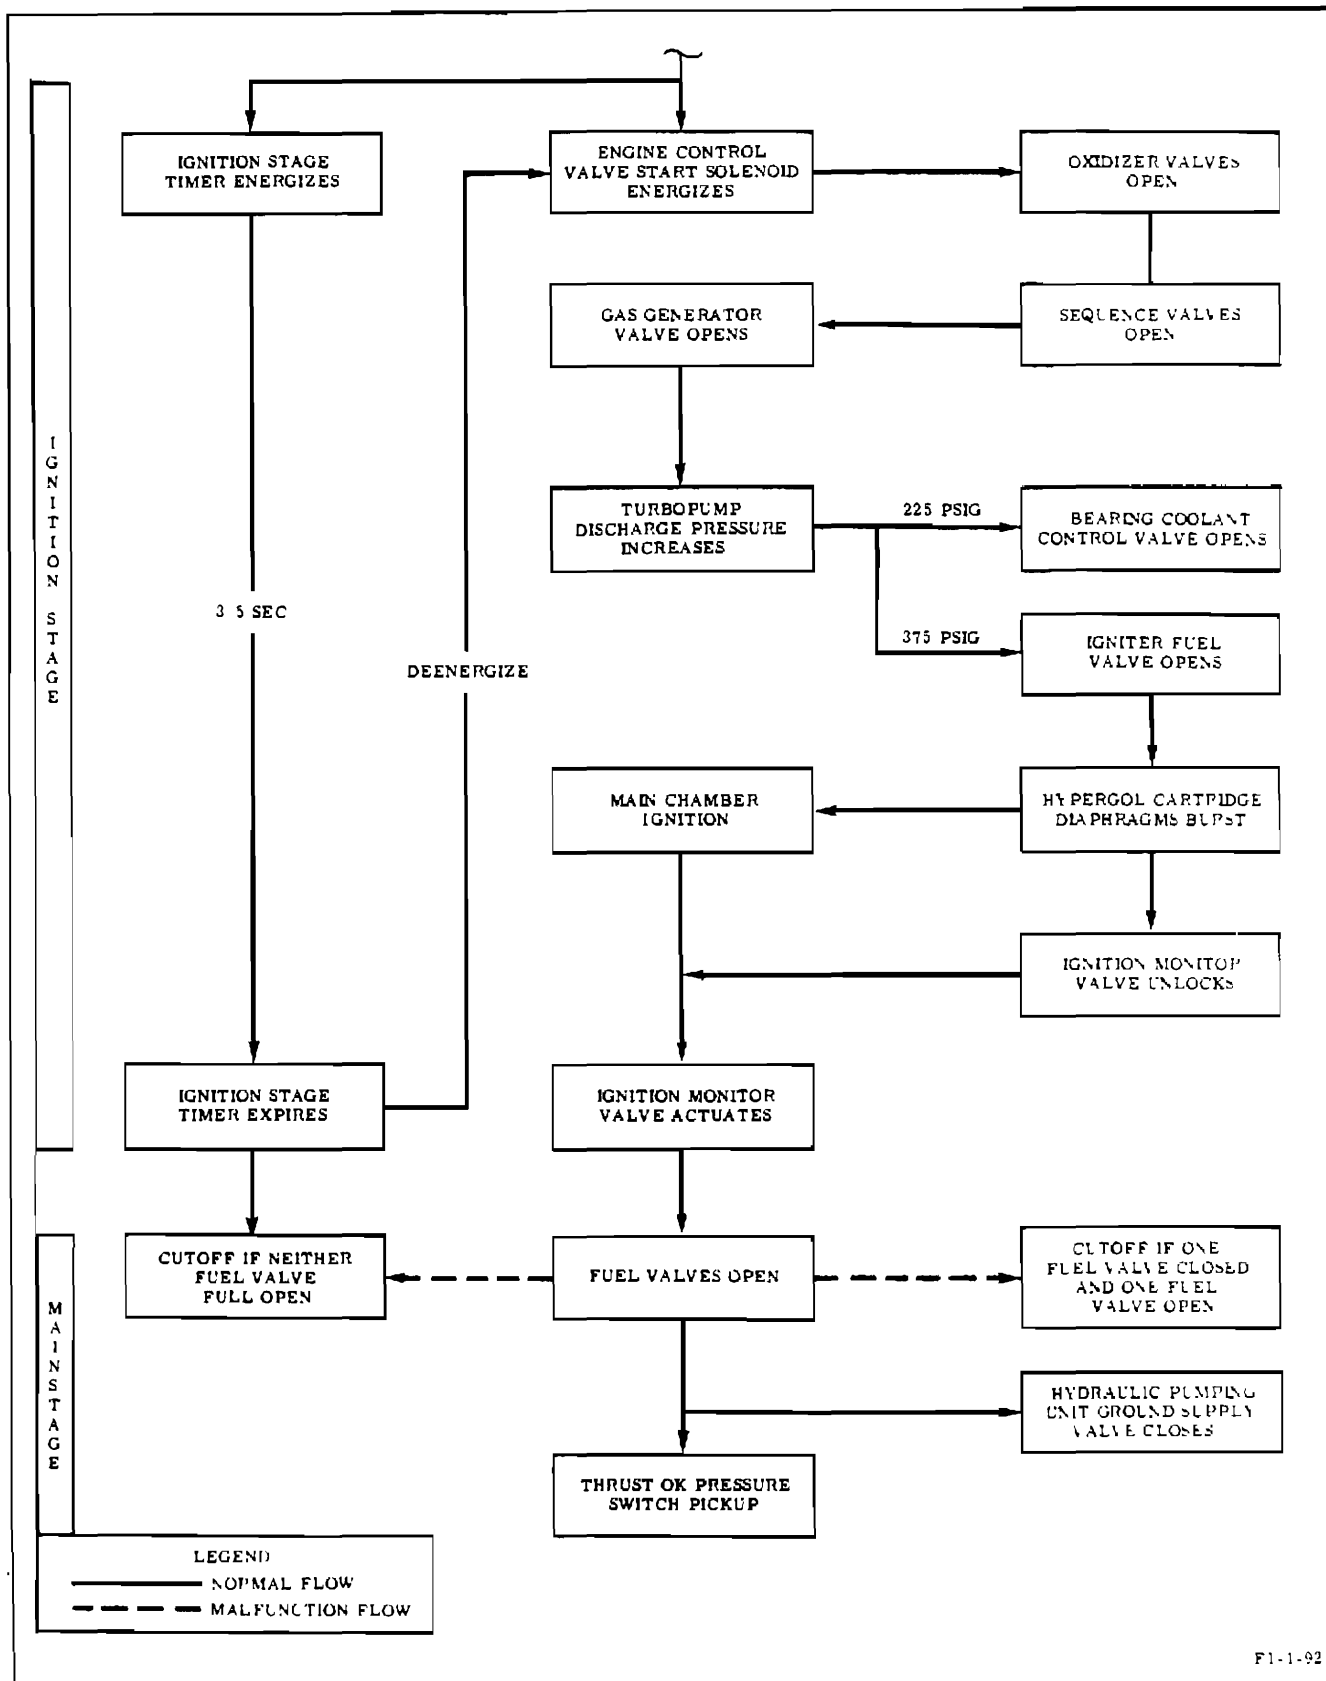 IGNITION STAGE
TIMER ENERGIZES
ENGINE CONTROL
VALVE START SOLENOID
ENERGIZES
OXIDIZER VALVES
OPEN
GAS GENERATOR
VALVE OPENS
SEQUENCE VALVES
OPEN
IGNITION STAGE
TURBOPUMP
DISCHARGE PRESSURE
INCREASES
225 PSIG
BEARING COOLANT
CONTROL VALVE OPENS
3 5 SEC
DEENERGIZE
375 PSIG
IGNITER FUEL
VALVE OPENS
MAIN CHAMBER
IGNITION
HYPERGOL CARTRIDGE
DIAPHRAGMS BURST
IGNITION MONITOR
VALVE UNLOCKS
IGNITION STAGE
TIMER EXPIRES
IGNITION MONITOR
VALVE ACTUATES
MAINSTAGE
CUTOFF IF NEITHER
FUEL VALVE
FULL OPEN
FUEL VALVES OPEN
CUTOFF IF ONE
FUEL VALVE CLOSED
AND ONE FUEL
VALVE OPEN
HYDRAULIC PUMPING
UNIT GROUND SUPPLY
VALVE CLOSES
THRUST OK PRESSURE
SWITCH PICKUP
LEGEND
NORMAL FLOW
MALFUNCTION FLOW
F1-1-92